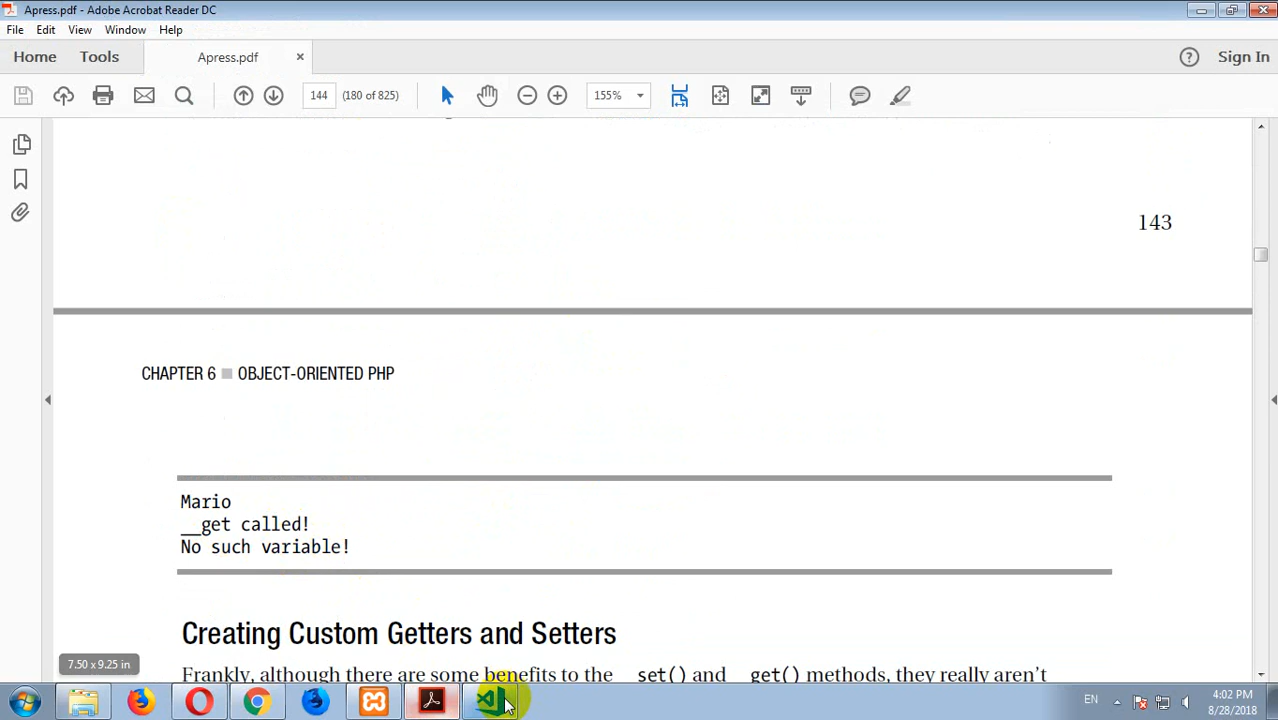 Apress.pdf - Adobe Acrobat Reader DC
File Edit View Window Help
Home Tools Apress.pdf × ? Sign In
144 (180 of 825) 155%
143
CHAPTER 6 ■ OBJECT-ORIENTED PHP
Mario
__get called!
No such variable!
Creating Custom Getters and Setters
Frankly, although there are some benefits to the __set() and __get() methods, they really aren't
7.50 x 9.25 in
EN 4:02 PM
8/28/2018